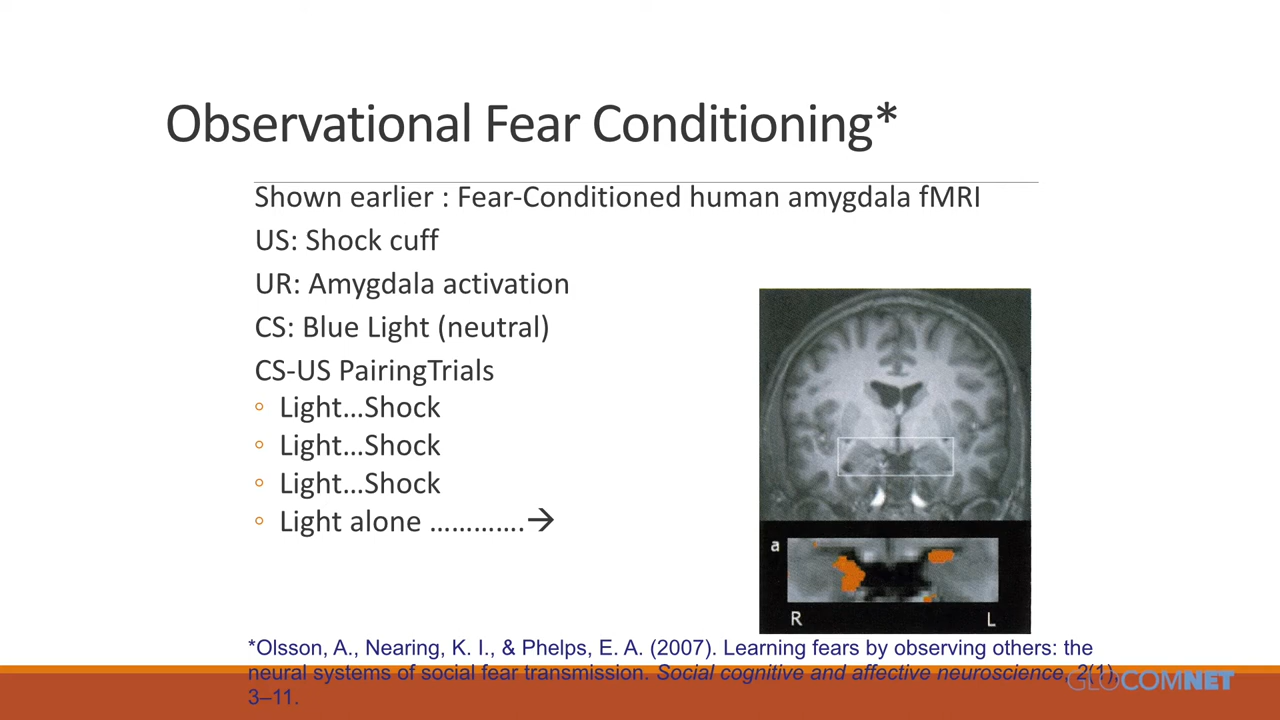 Observational Fear Conditioning*
Shown earlier : Fear-Conditioned human amygdala fMRI
US: Shock cuff
UR: Amygdala activation
CS: Blue Light (neutral)
CS-US PairingTrials
◦ Light...Shock
◦ Light...Shock
◦ Light...Shock
◦ Light alone .............→
a
R L
*Olsson, A., Nearing, K. I., & Phelps, E. A. (2007). Learning fears by observing others: the
neural systems of social fear transmission. Social cognitive and affective neuroscience, 2(1),
3–11.
GLOCOMNET